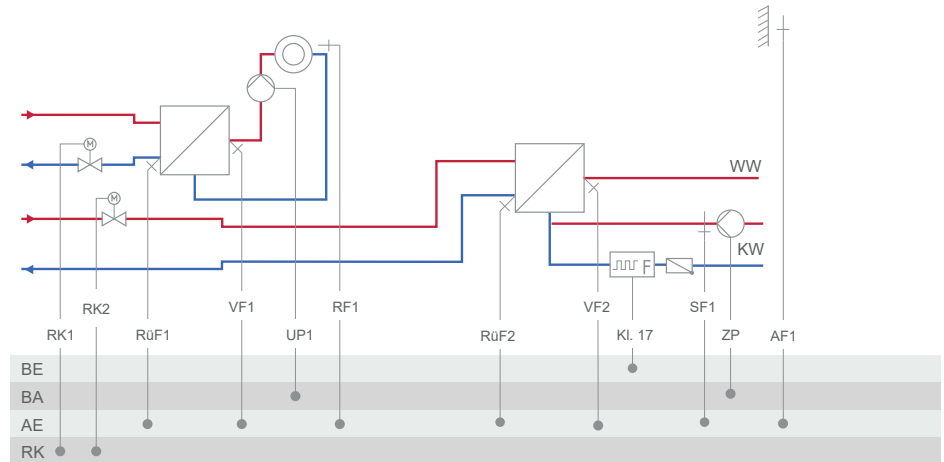 M
M
WW
F
KW
RK1
RK2
RüF1
VF1
UP1
RF1
RüF2
VF2
Kl. 17
SF1
ZP
AF1
BE
BA
AE
RK